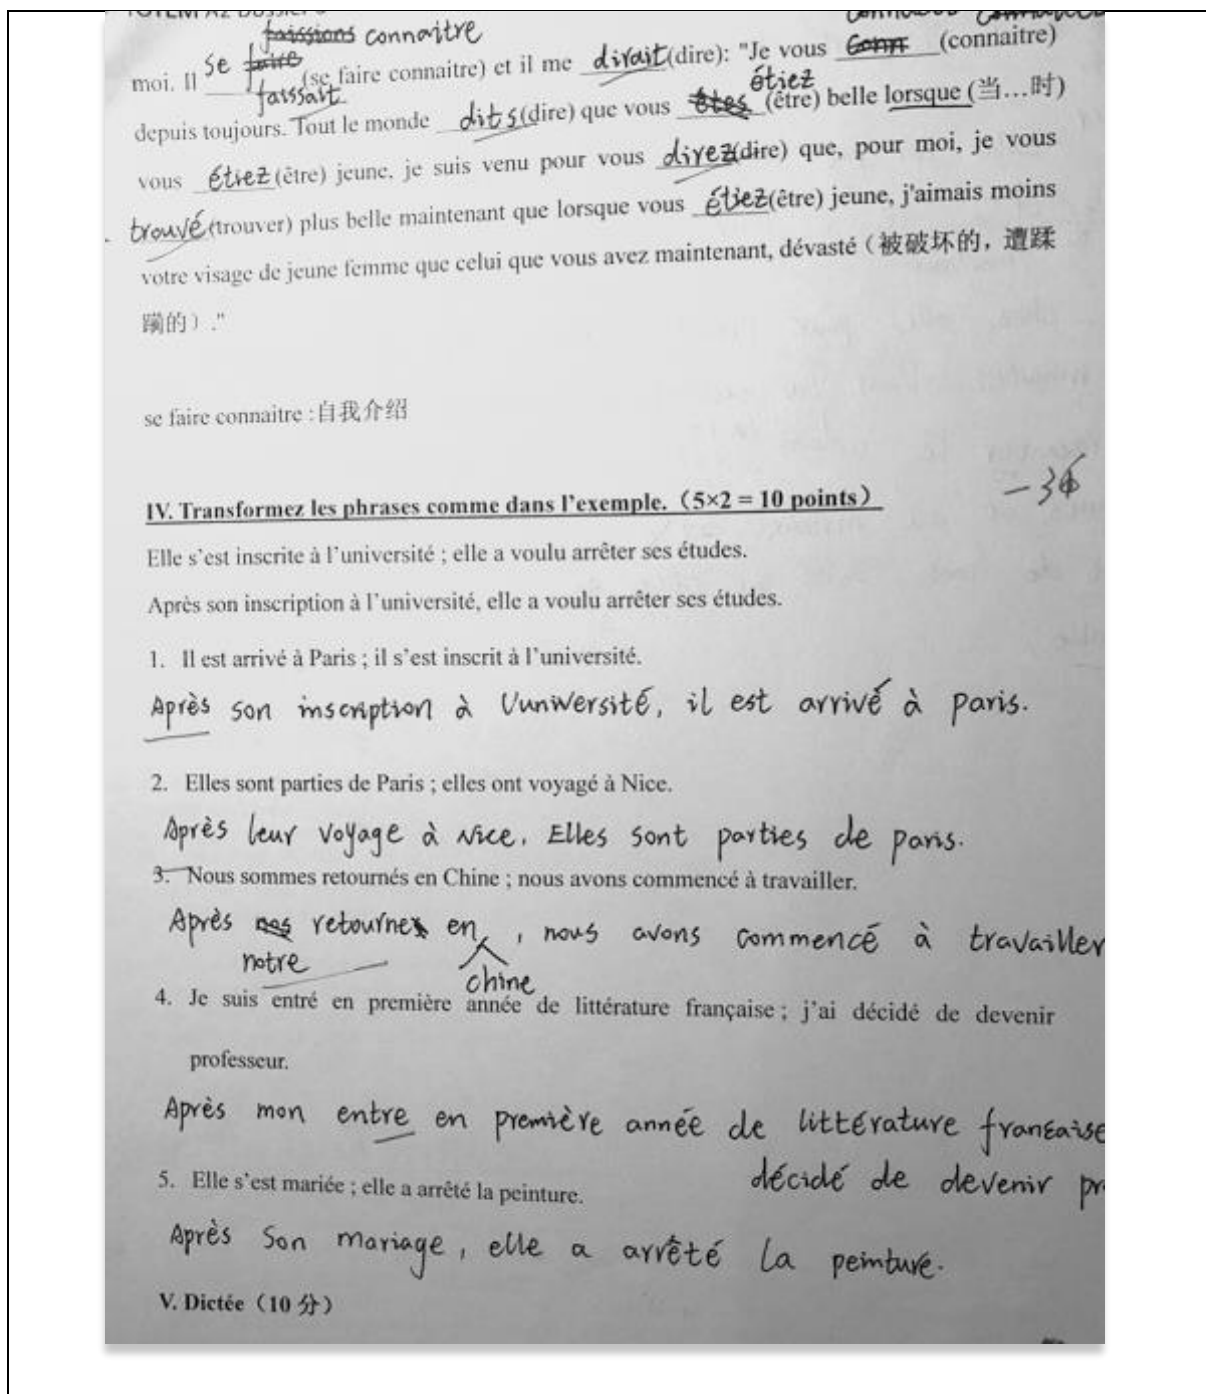 faissions connaitre
moi. Il se faire (se faire connaitre) et il me dirait(dire): "Je vous Conn (connaitre)
faissait étiez
depuis toujours. Tout le monde dits(dire) que vous êtes (être) belle lorsque (当…时)
vous étiez(être) jeune, je suis venu pour vous direz(dire) que, pour moi, je vous
trouvé(trouver) plus belle maintenant que lorsque vous étiez(être) jeune, j'aimais moins
votre visage de jeune femme que celui que vous avez maintenant, dévasté (被破坏的，遭蹂
躏的) ."
se faire connaitre :自我介绍
IV. Transformez les phrases comme dans l'exemple.（5×2 = 10 points）
Elle s'est inscrite à l'université ; elle a voulu arrêter ses études.
Après son inscription à l'université, elle a voulu arrêter ses études.
1. Il est arrivé à Paris ; il s'est inscrit à l'université.
Après son inscription à l'université, il est arrivé à Paris.
2. Elles sont parties de Paris ; elles ont voyagé à Nice.
Après leur voyage à Nice. Elles sont parties de Paris.
3. Nous sommes retournés en Chine ; nous avons commencé à travailler.
Après nos retournes en , nous avons commencé à travailler
notre chine
4. Je suis entré en première année de littérature française ; j'ai décidé de devenir
professeur.
Après mon entre en première année de littérature francaise
décidé de devenir pr
5. Elle s'est mariée ; elle a arrêté la peinture.
Après Son mariage, elle a arrêté la peinture.
V. Dictée（10 分）